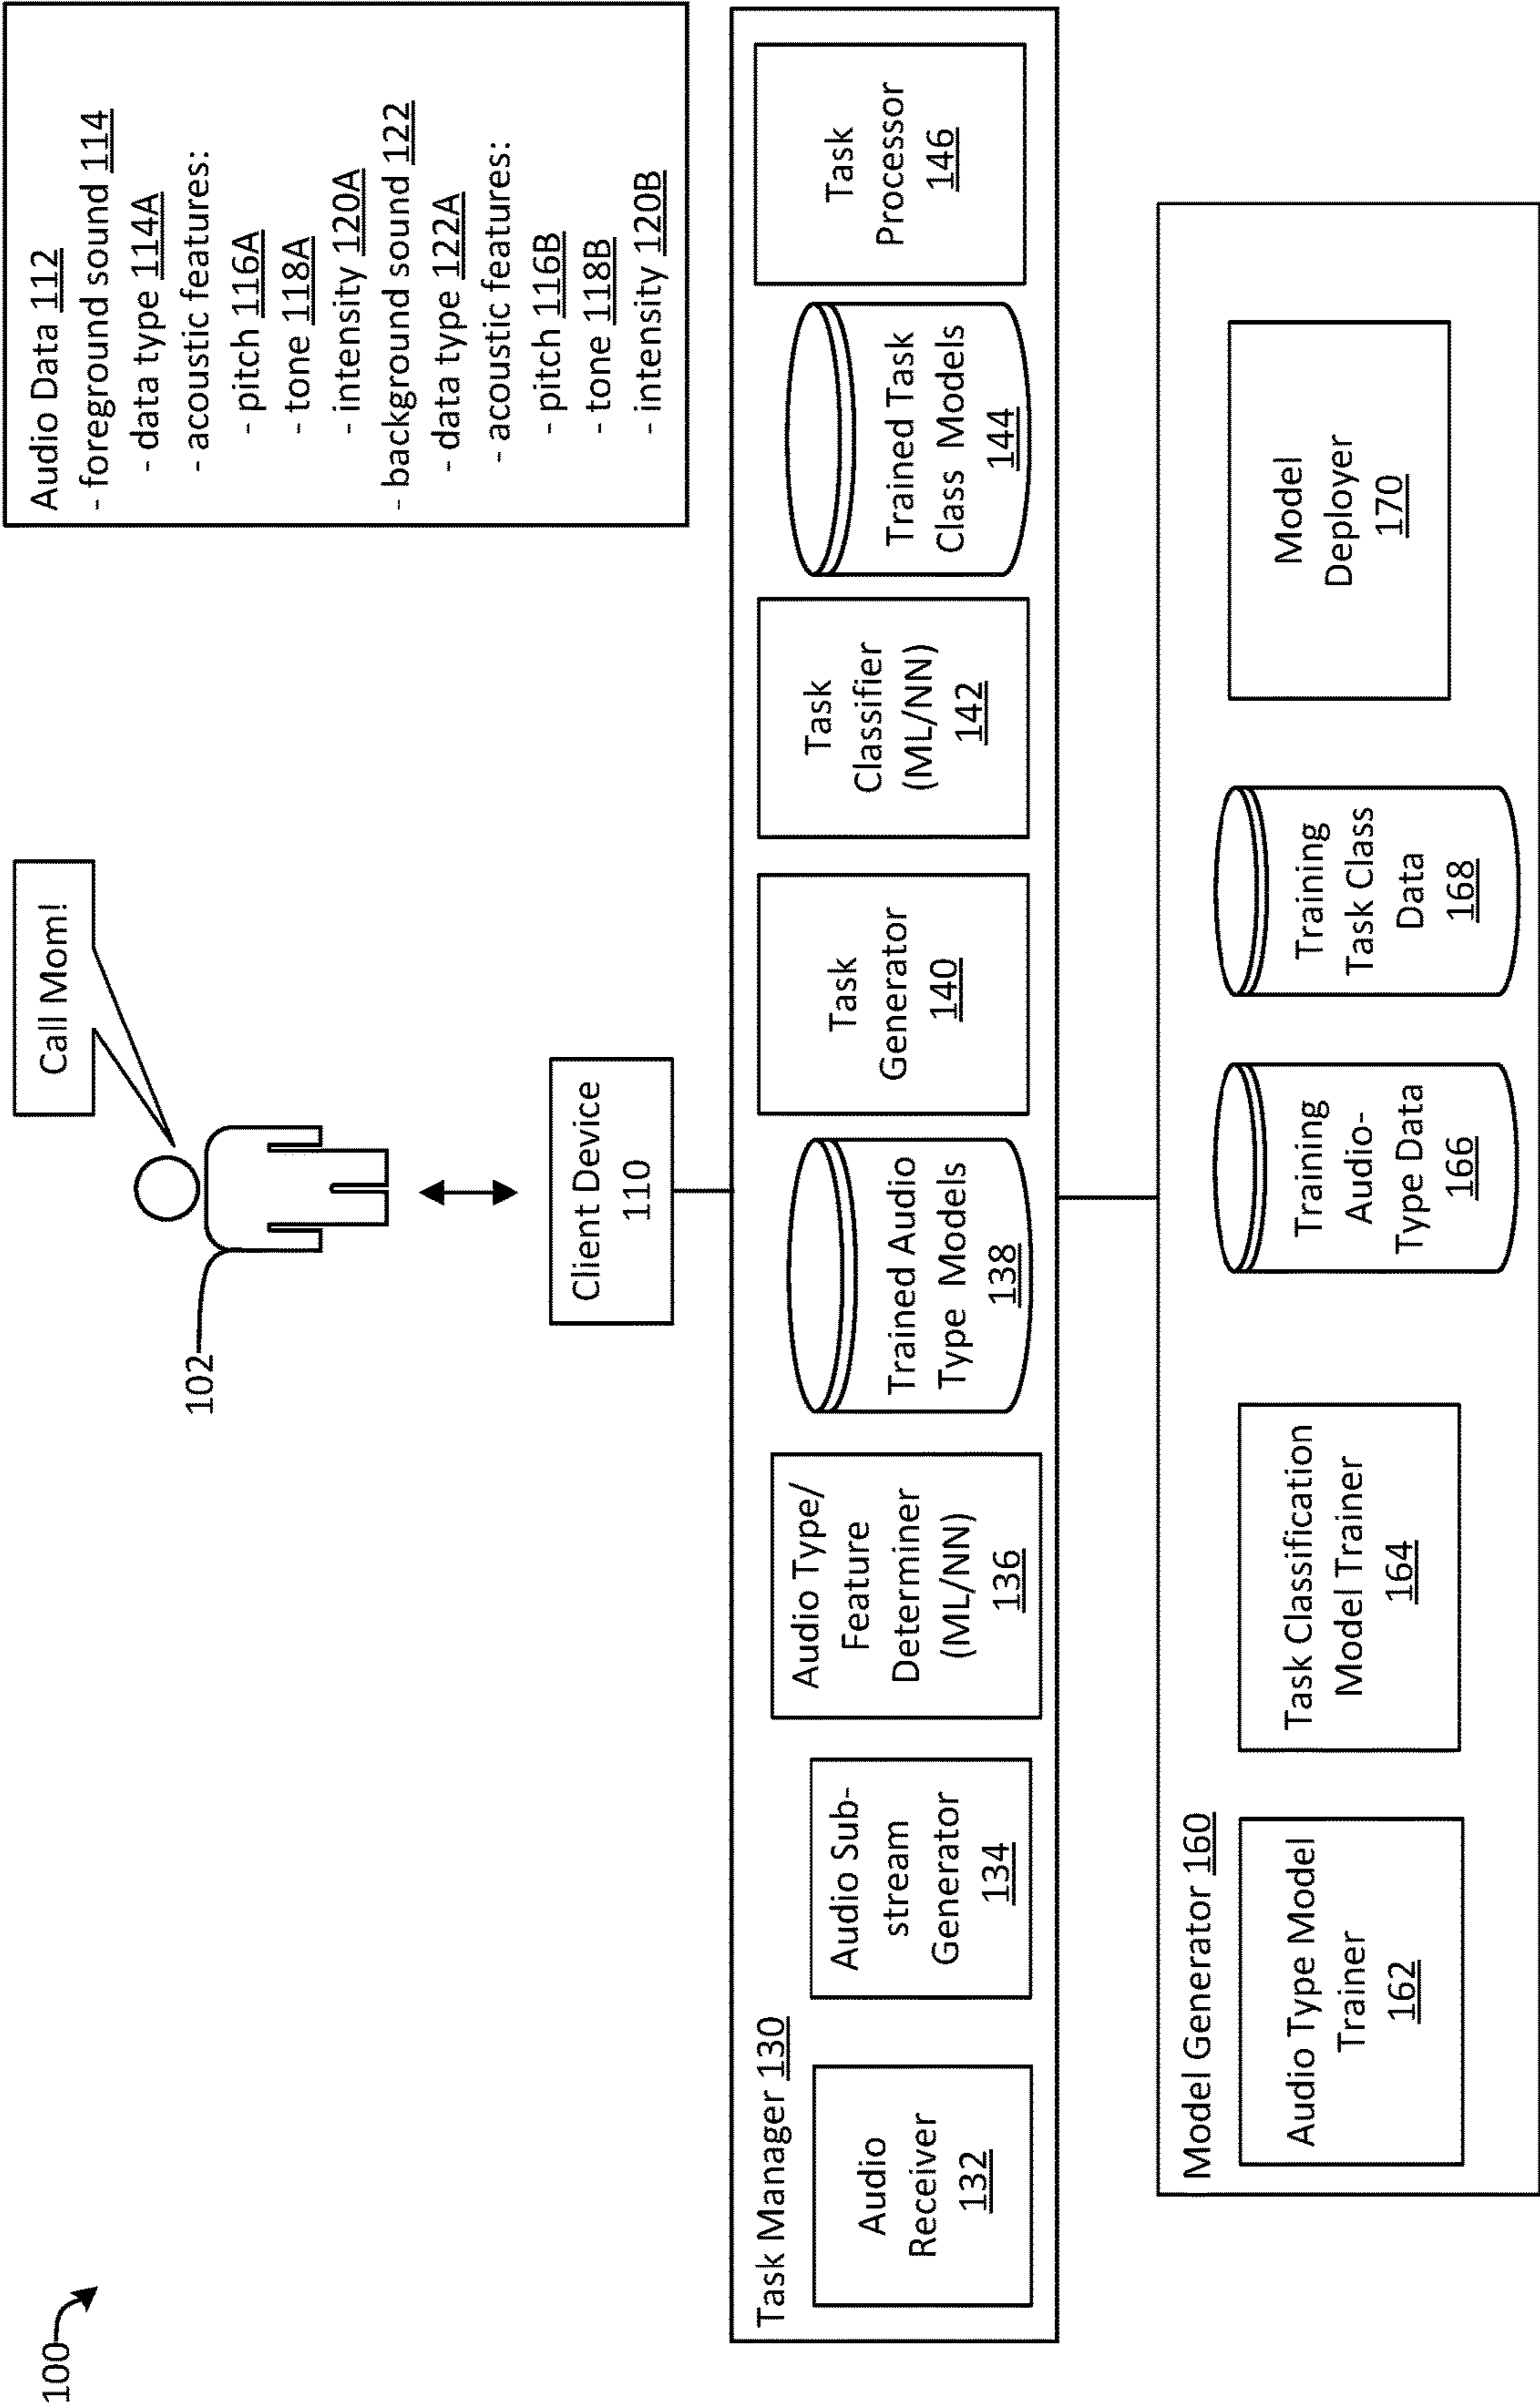 100
Call Mom!
102
Client Device
110
Audio Data 112
- foreground sound 114
- data type 114A
- acoustic features:
- pitch 116A
- tone 118A
- intensity 120A
- background sound 122
- data type 122A
- acoustic features:
- pitch 116B
- tone 118B
- intensity 120B
Task Manager 130
Audio
Receiver
132
Audio Sub-
stream
Generator
134
Audio Type/
Feature
Determiner
(ML/NN)
136
Trained Audio
Type Models
138
Task
Generator
140
Task
Classifier
(ML/NN)
142
Trained Task
Class Models
144
Task
Processor
146
Model Generator 160
Audio Type Model
Trainer
162
Task Classification
Model Trainer
164
Training
Audio-
Type Data
166
Training
Task Class
Data
168
Model
Deployer
170